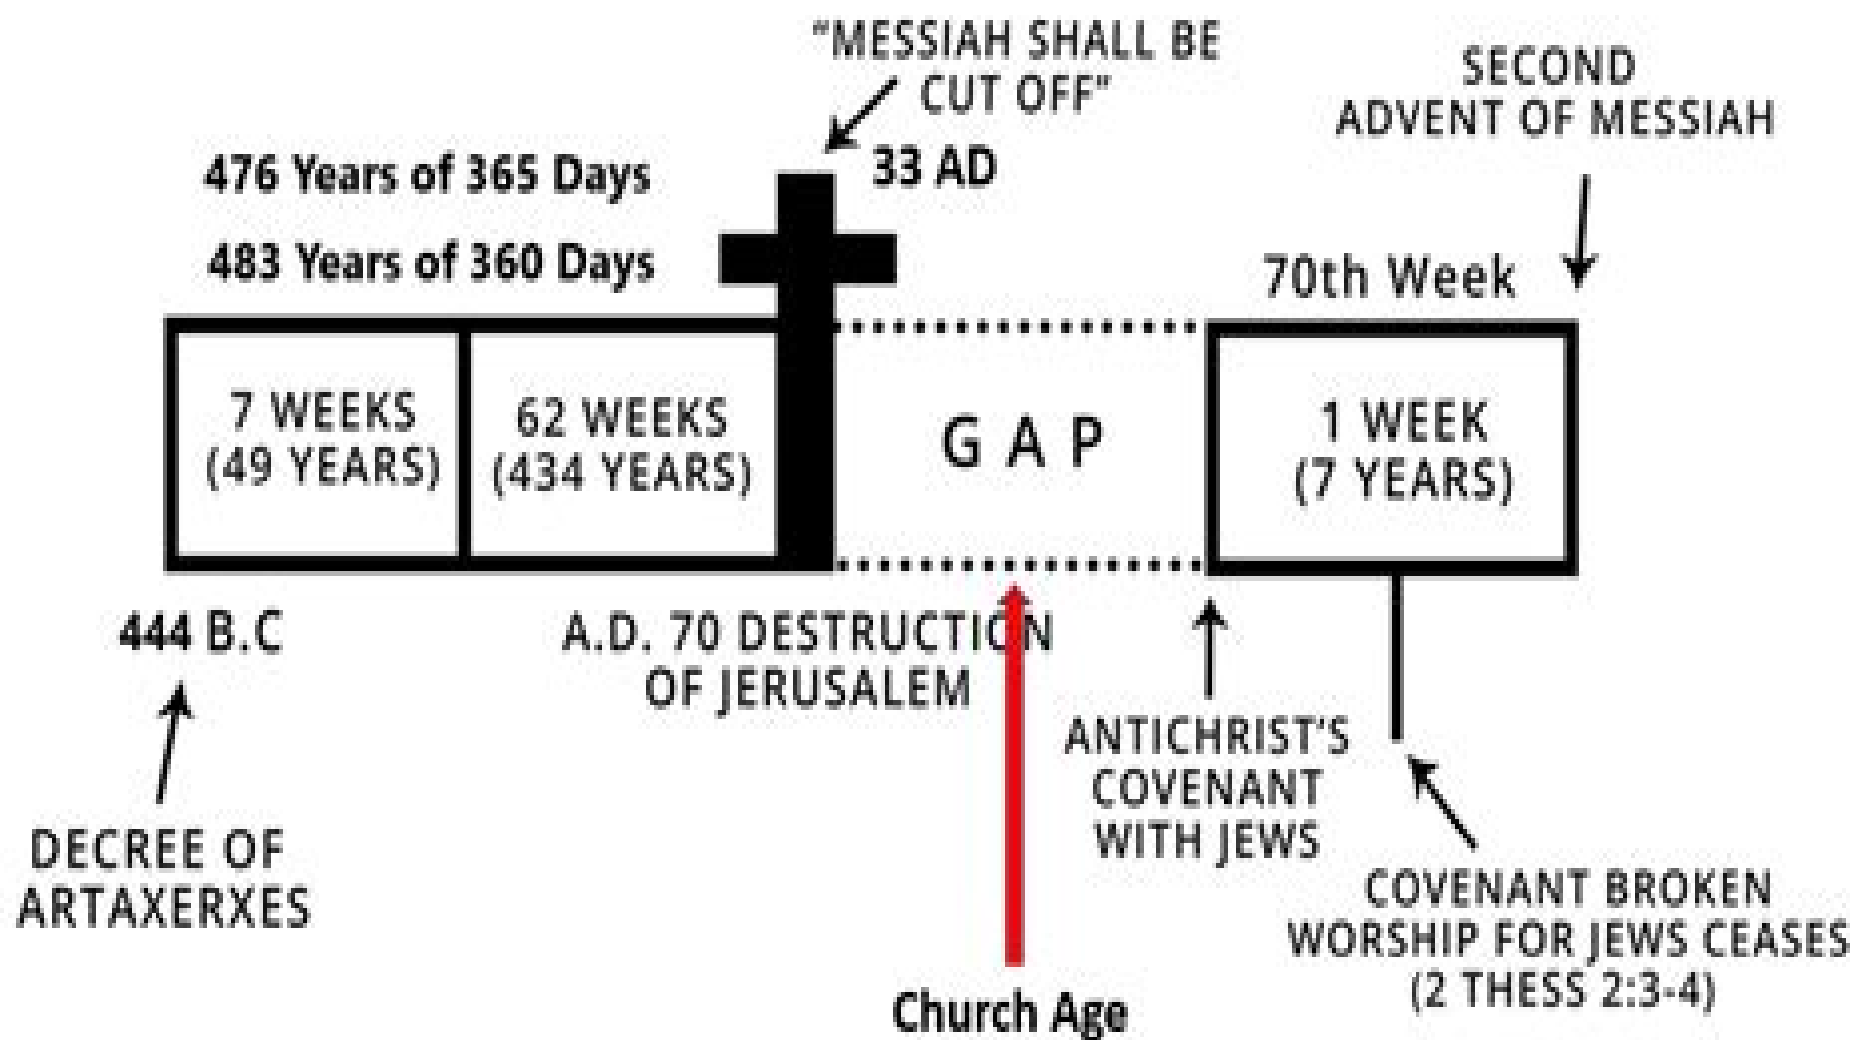 "MESSIAH SHALL BE
CUT OFF"
33 AD
SECOND
ADVENT OF MESSIAH
476 Years of 365 Days
483 Years of 360 Days
70th Week
7 WEEKS
(49 YEARS)
62 WEEKS
(434 YEARS)
GAP
1 WEEK
(7 YEARS)
444 B.C
A.D. 70 DESTRUCTION
OF JERUSALEM
DECREE OF
ARTAXERXES
ANTICHRIST'S
COVENANT
WITH JEWS
COVENANT BROKEN
WORSHIP FOR JEWS CEASES
(2 THESS 2:3-4)
Church Age